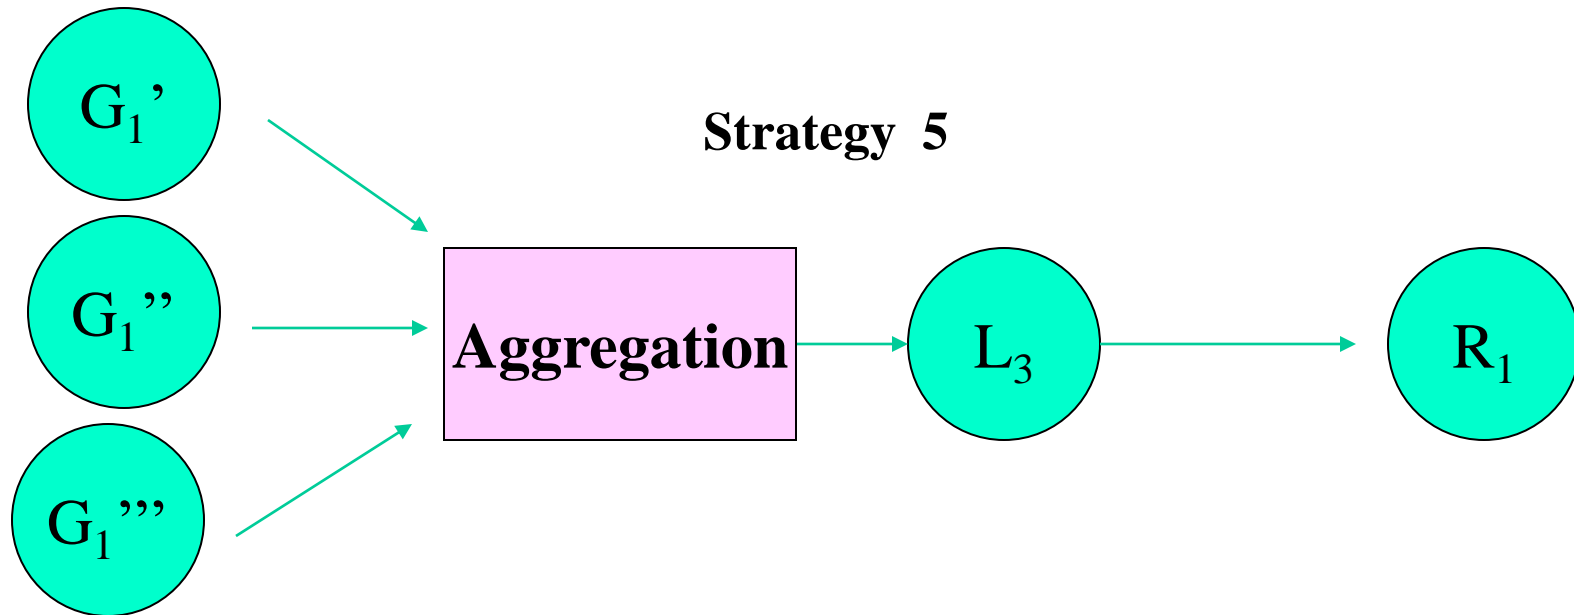 G₁’
Strategy 5
G₁’’
Aggregation
L₃
R₁
G₁’’’